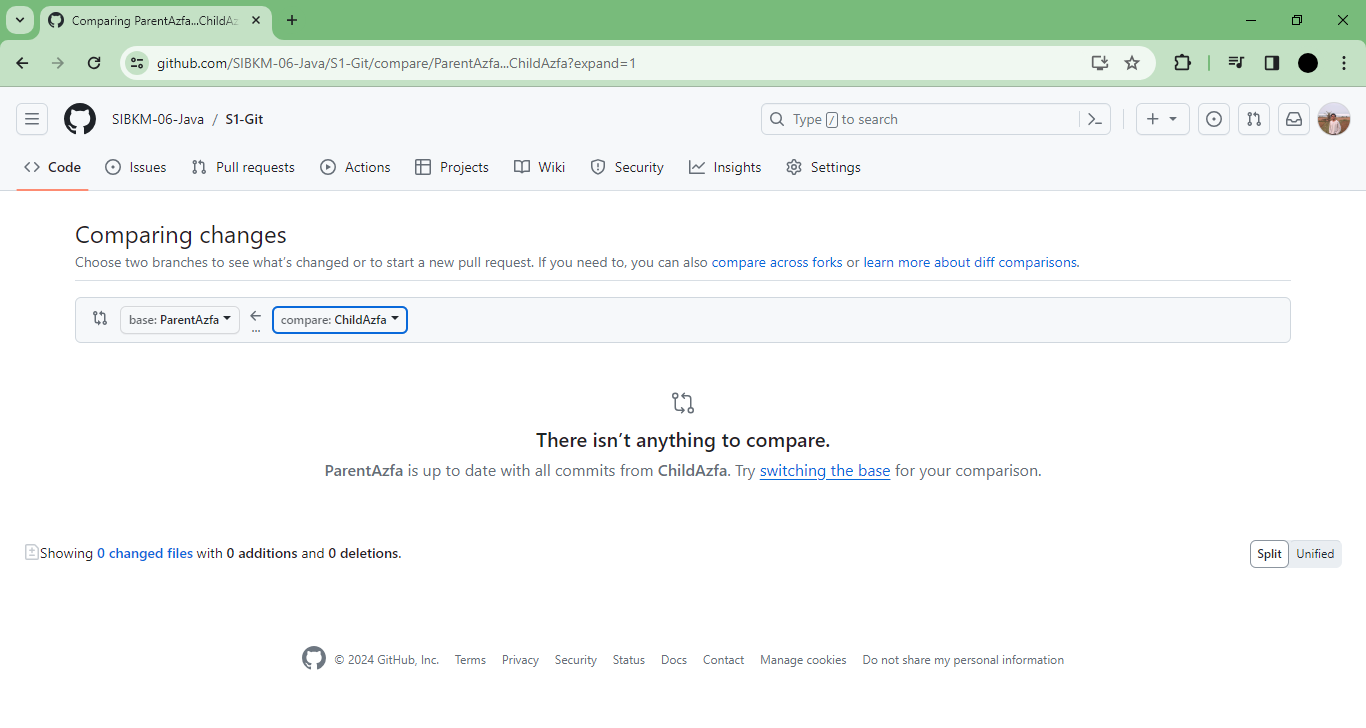 Comparing ParentAzfa...ChildAz
github.com/SIBKM-06-Java/S1-Git/compare/ParentAzfa...ChildAzfa?expand=1
SIBKM-06-Java / S1-Git
Type / to search
Code Issues Pull requests Actions Projects Wiki Security Insights Settings
Comparing changes
Choose two branches to see what’s changed or to start a new pull request. If you need to, you can also compare across forks or learn more about diff comparisons.
base: ParentAzfa ... compare: ChildAzfa
There isn’t anything to compare.
ParentAzfa is up to date with all commits from ChildAzfa. Try switching the base for your comparison.
Showing 0 changed files with 0 additions and 0 deletions. Split Unified
© 2024 GitHub, Inc. Terms Privacy Security Status Docs Contact Manage cookies Do not share my personal information